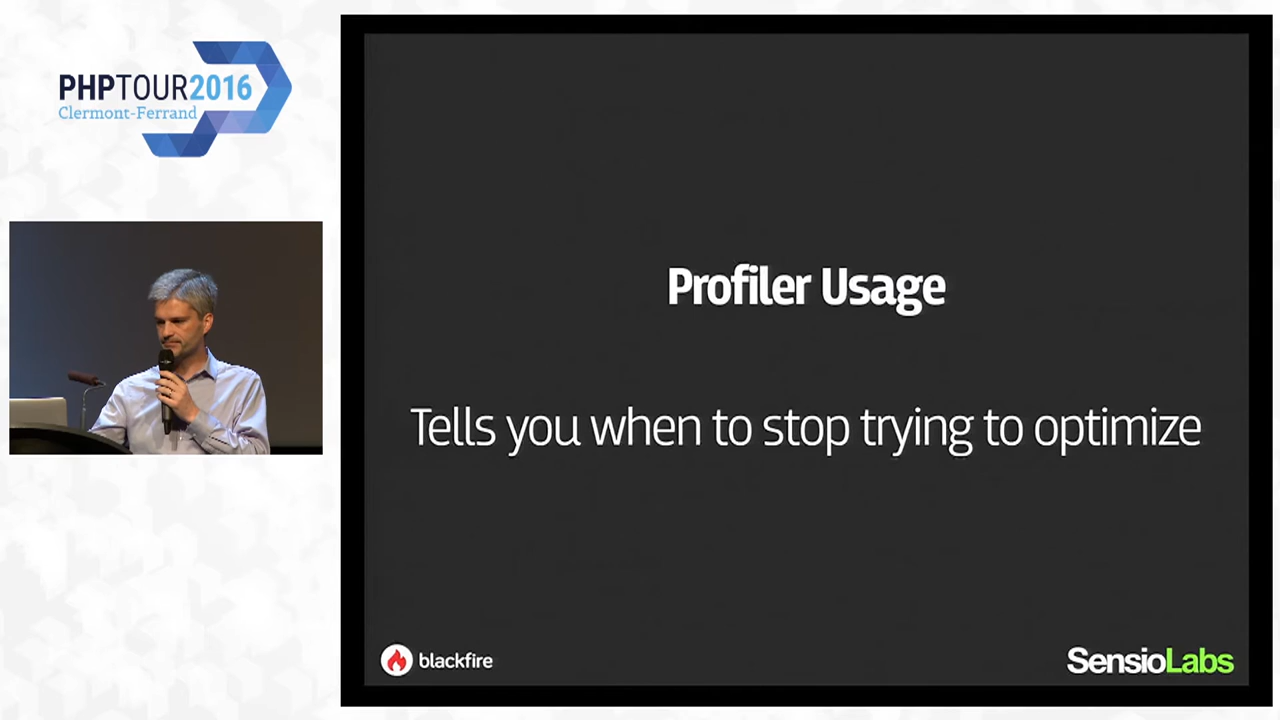 PHPTOUR2016
Clermont-Ferrand
Profiler Usage
Tells you when to stop trying to optimize
blackfire
SensioLabs